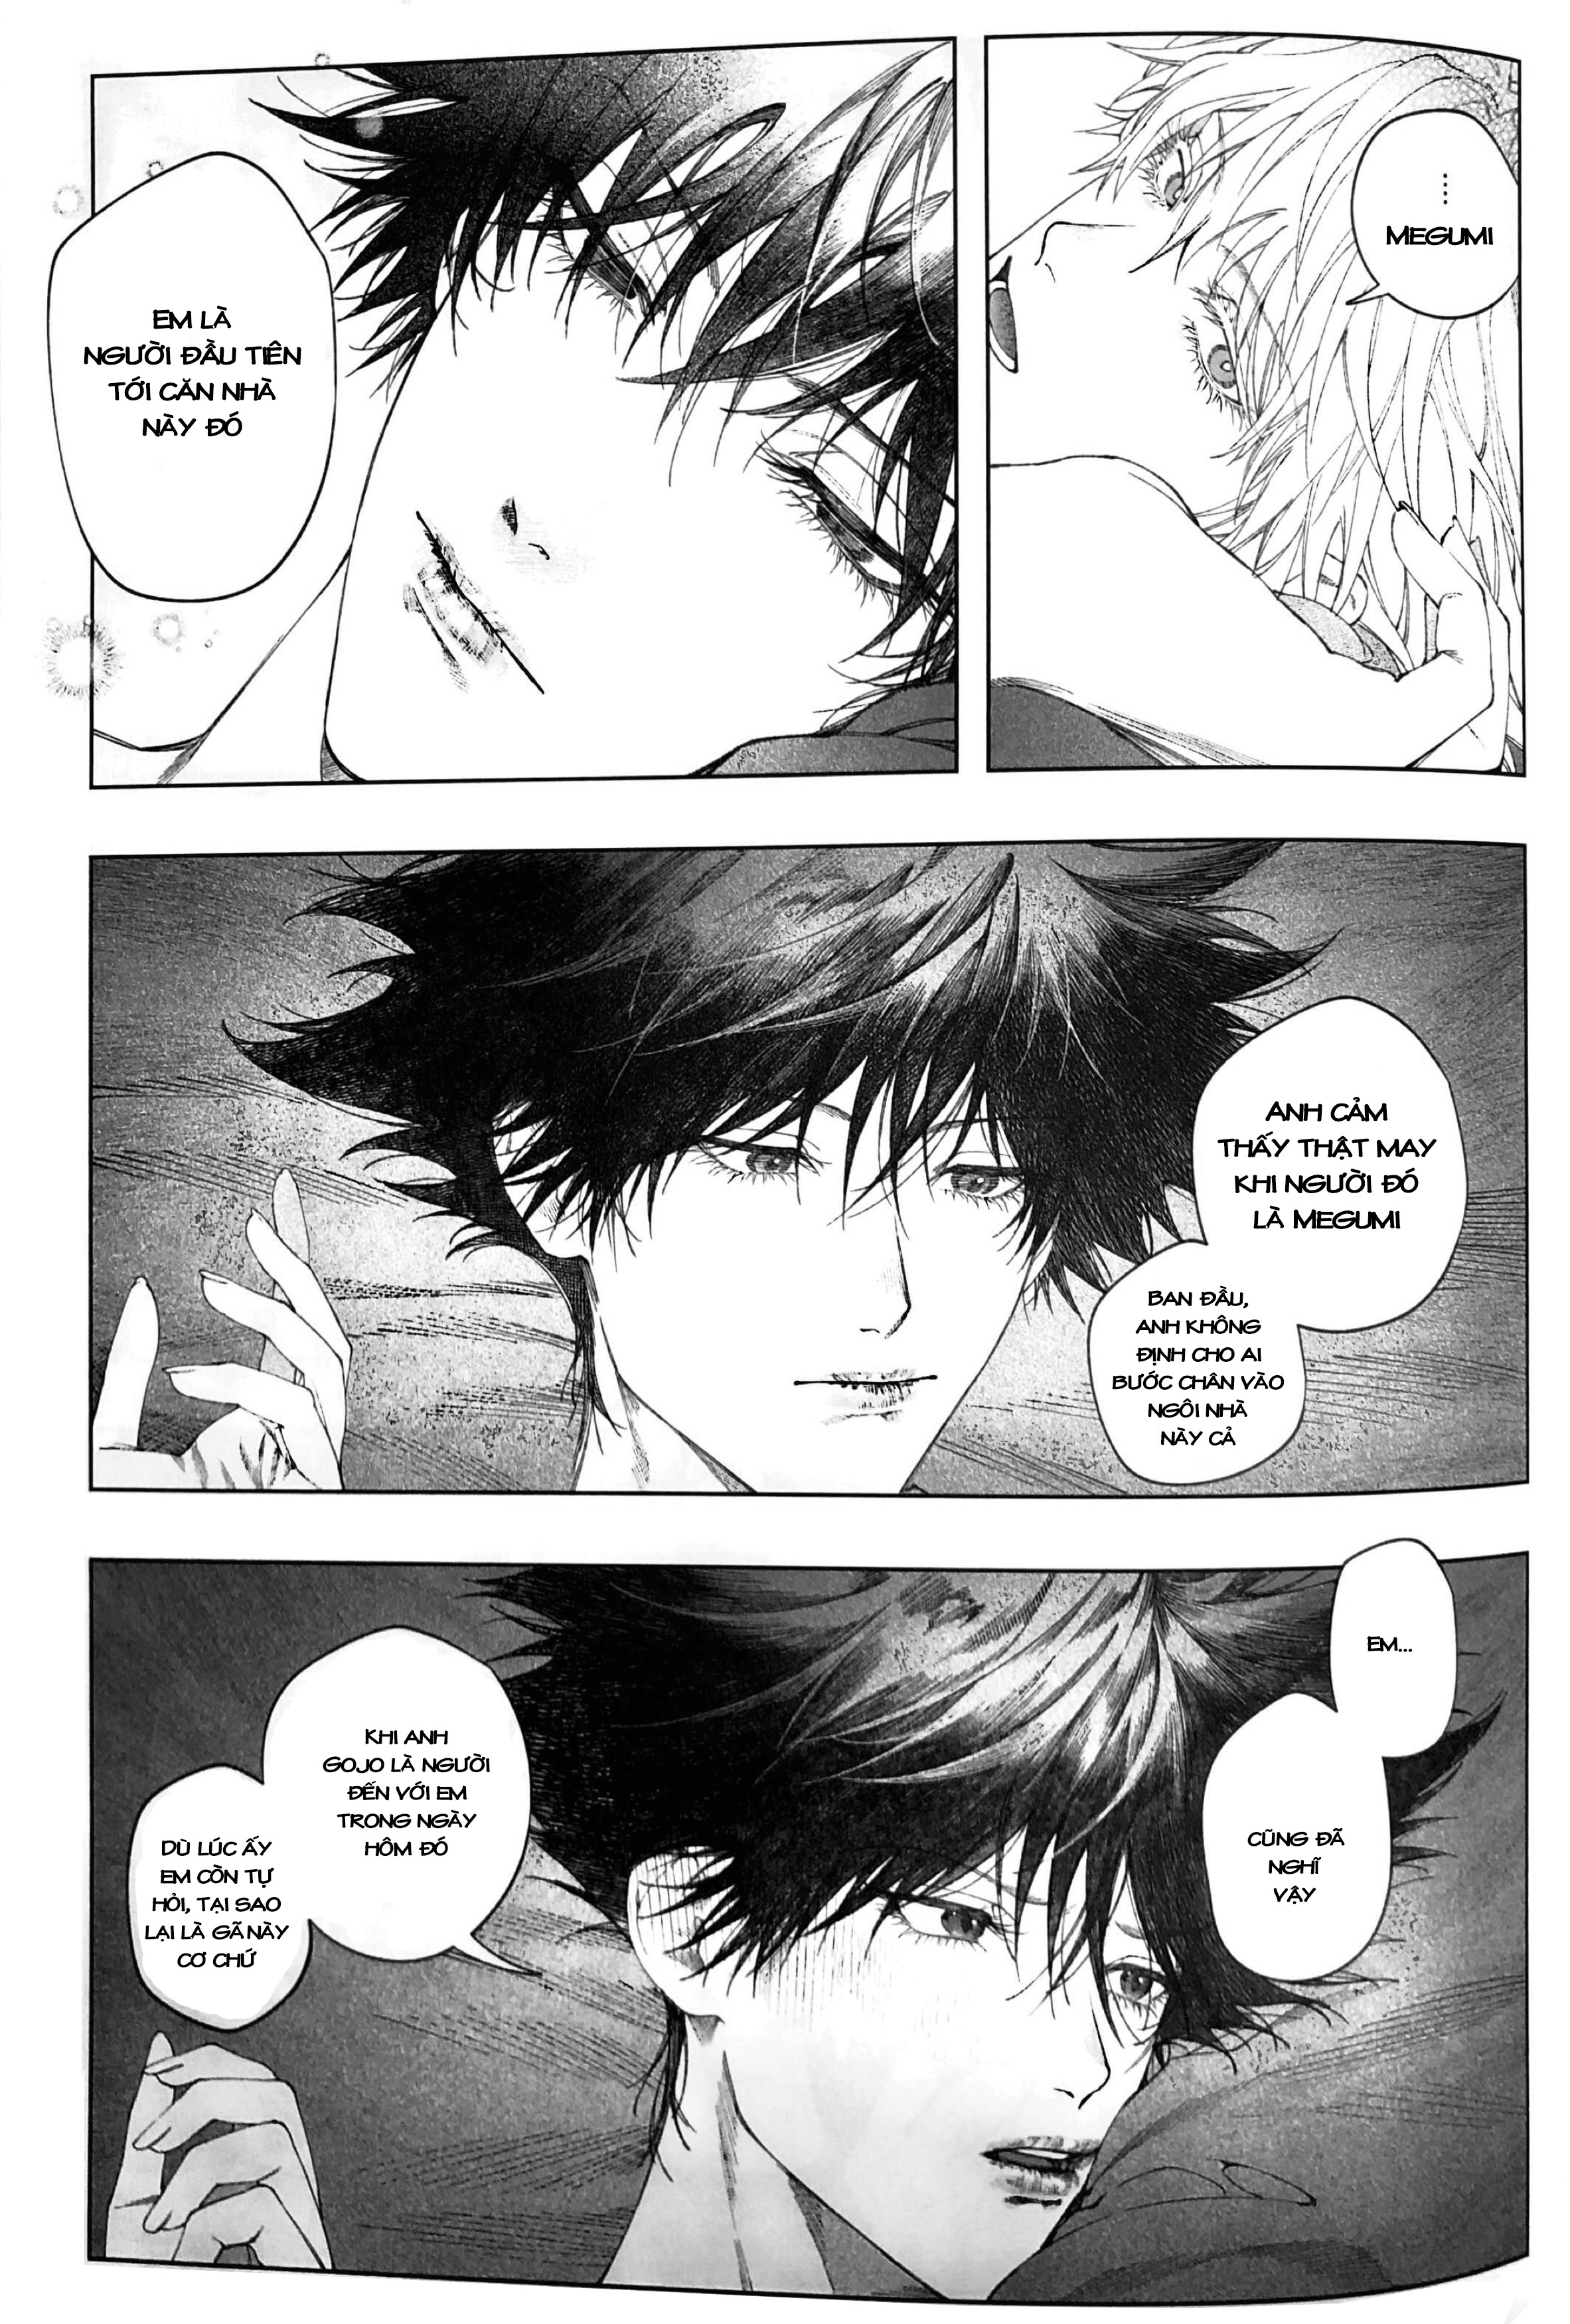 ....
MEGUMI
EM LÀ
NGƯỜI ĐẦU TIÊN
TỚI CĂN NHÀ
NÀY ĐÓ
ANH CẢM
THẤY THẬT MAY
KHI NGƯỜI ĐÓ
LÀ MEGUMI
BAN ĐẦU,
ANH KHÔNG
ĐỊNH CHO AI
BƯỚC CHÂN VÀO
NGÔI NHÀ
NÀY CẢ
EM...
CŨNG ĐÃ
NGHĨ
VẬY
KHI ANH
GOJO LÀ NGƯỜI
ĐẾN VỚI EM
TRONG NGÀY
HÔM ĐÓ
DÙ LÚC ẤY
EM CÒN TỰ
HỎI, TẠI SAO
LẠI LÀ GÃ NÀY
CƠ CHỨ